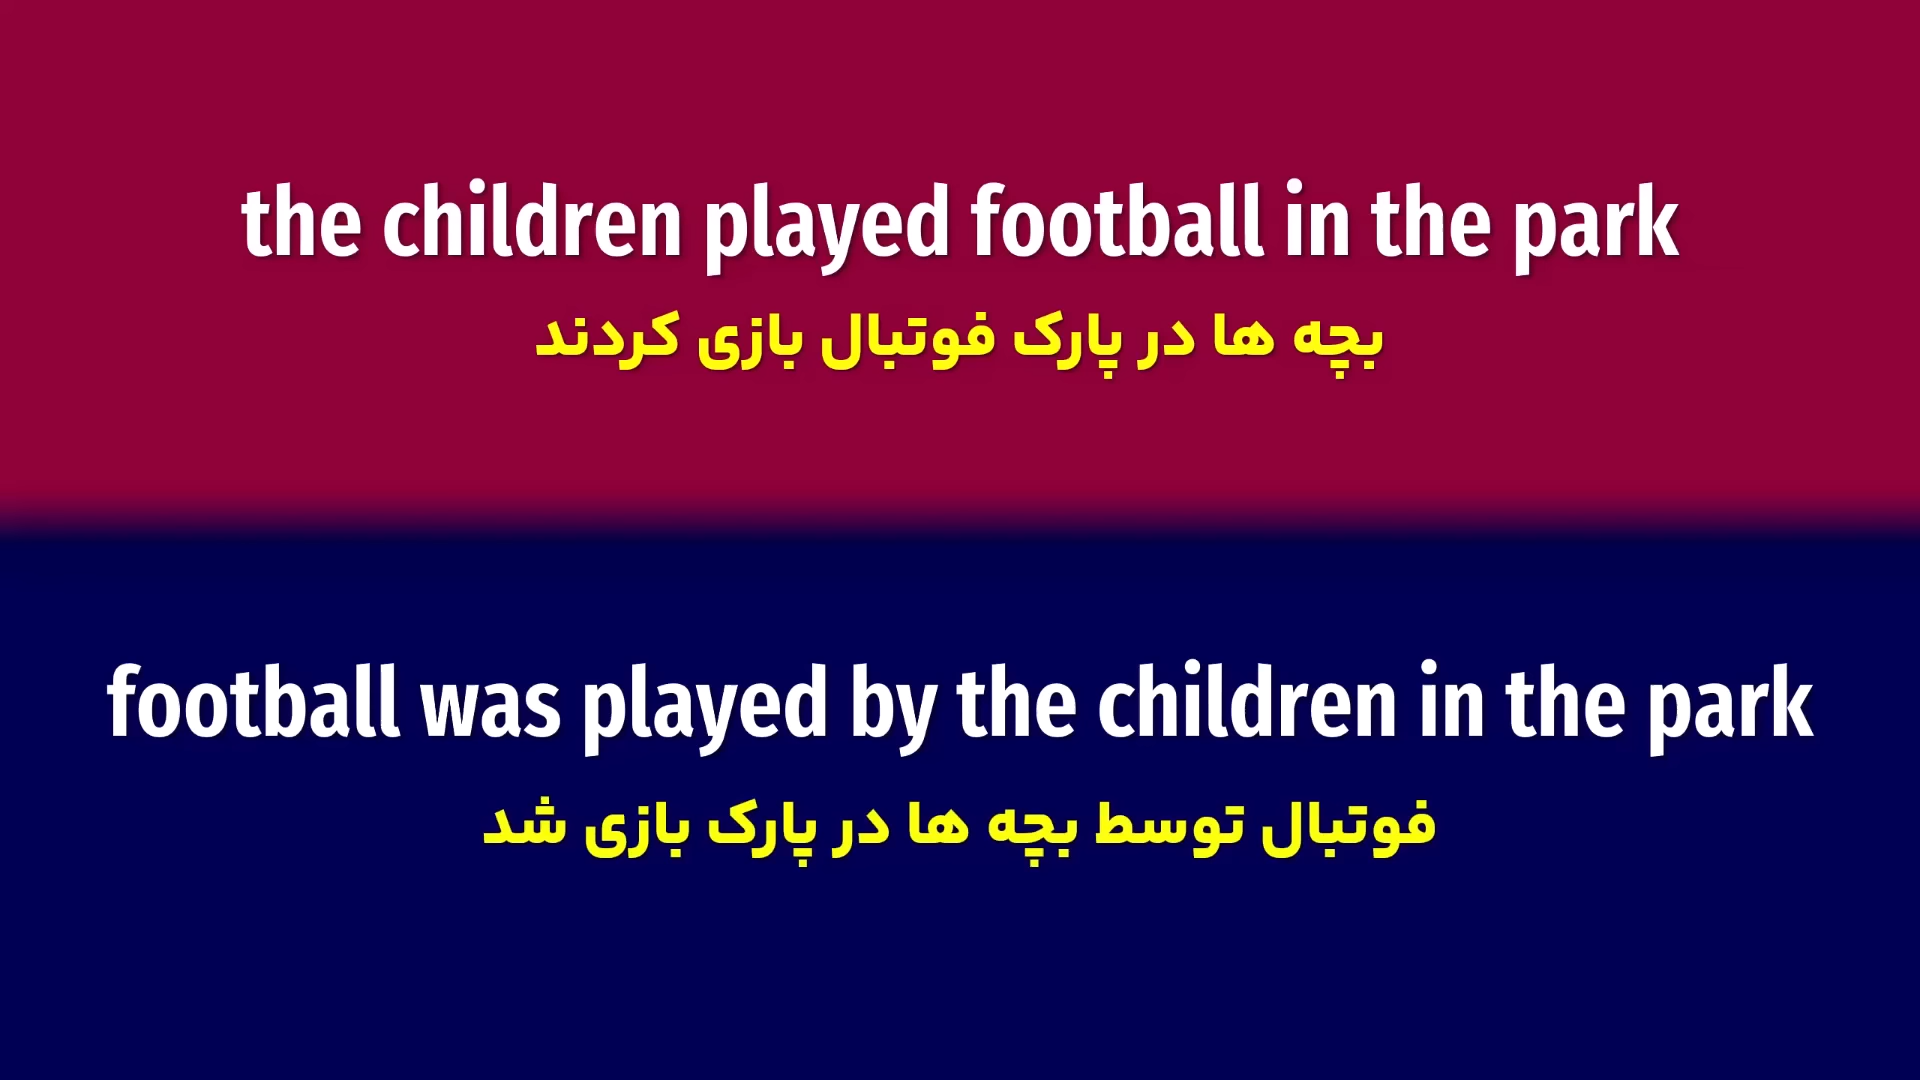 the children played football in the park
بچه ها در پارک فوتبال بازی کردند
football was played by the children in the park
فوتبال توسط بچه ها در پارک بازی شد